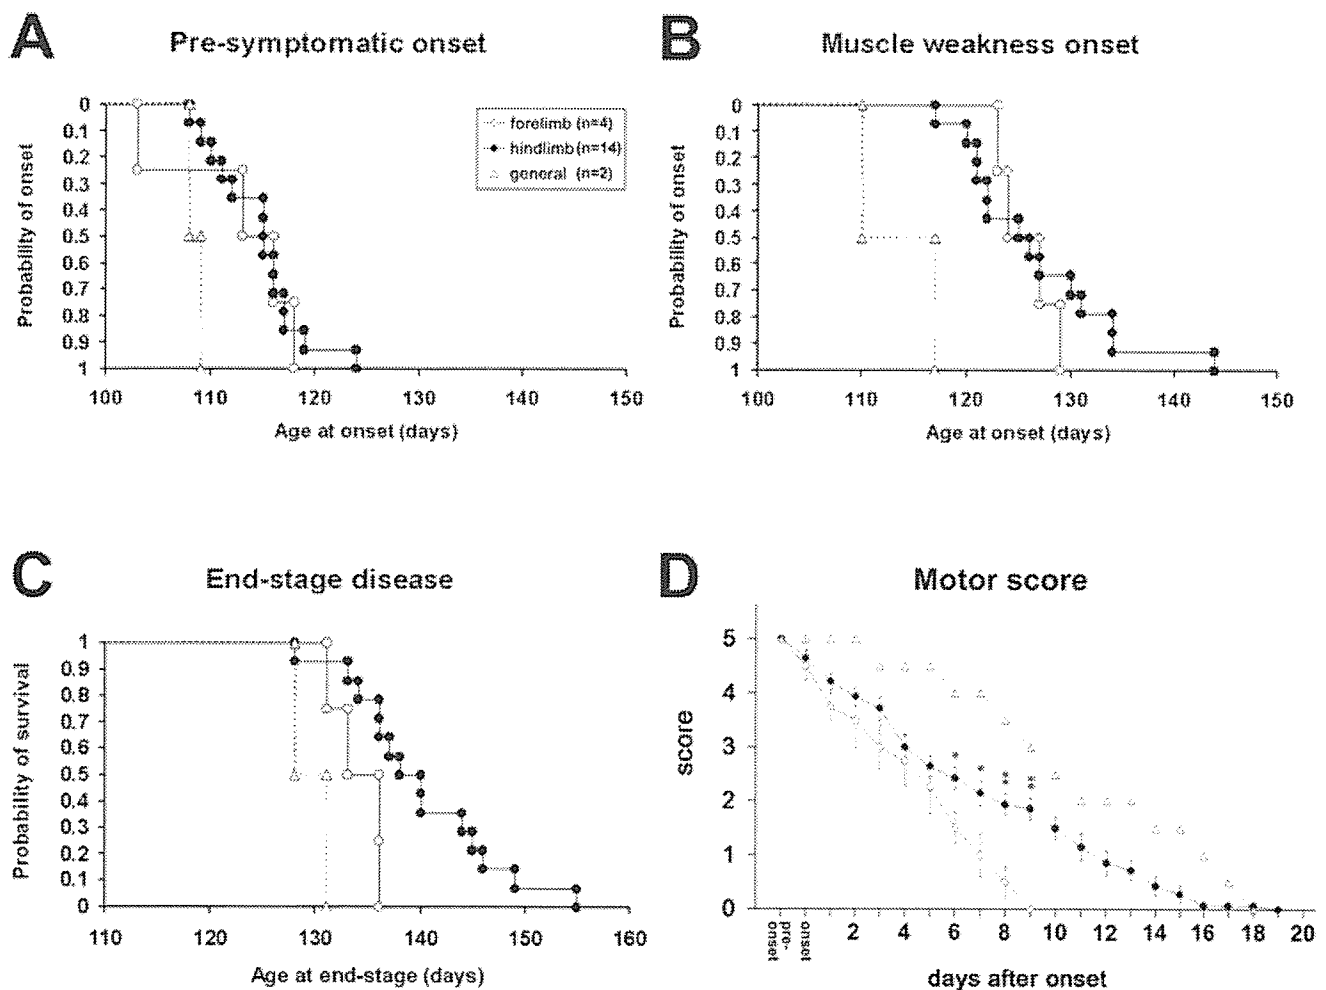 A
Pre-symptomatic onset
Probability of onset
0
0.1
0.2
0.3
0.4
0.5
0.6
0.7
0.8
0.9
1
100 110 120 130 140 150
Age at onset (days)
forelimb (n=4)
hindlimb (n=14)
general (n=2)
B
Muscle weakness onset
Probability of onset
0
0.1
0.2
0.3
0.4
0.5
0.6
0.7
0.8
0.9
1
100 110 120 130 140 150
Age at onset (days)
C
End-stage disease
Probability of survival
1
0.9
0.8
0.7
0.6
0.5
0.4
0.3
0.2
0.1
0
110 120 130 140 150 160
Age at end-stage (days)
D
Motor score
score
5
4
3
2
1
0
pre-
onset
onset
2 4 6 8 10 12 14 16 18 20
days after onset